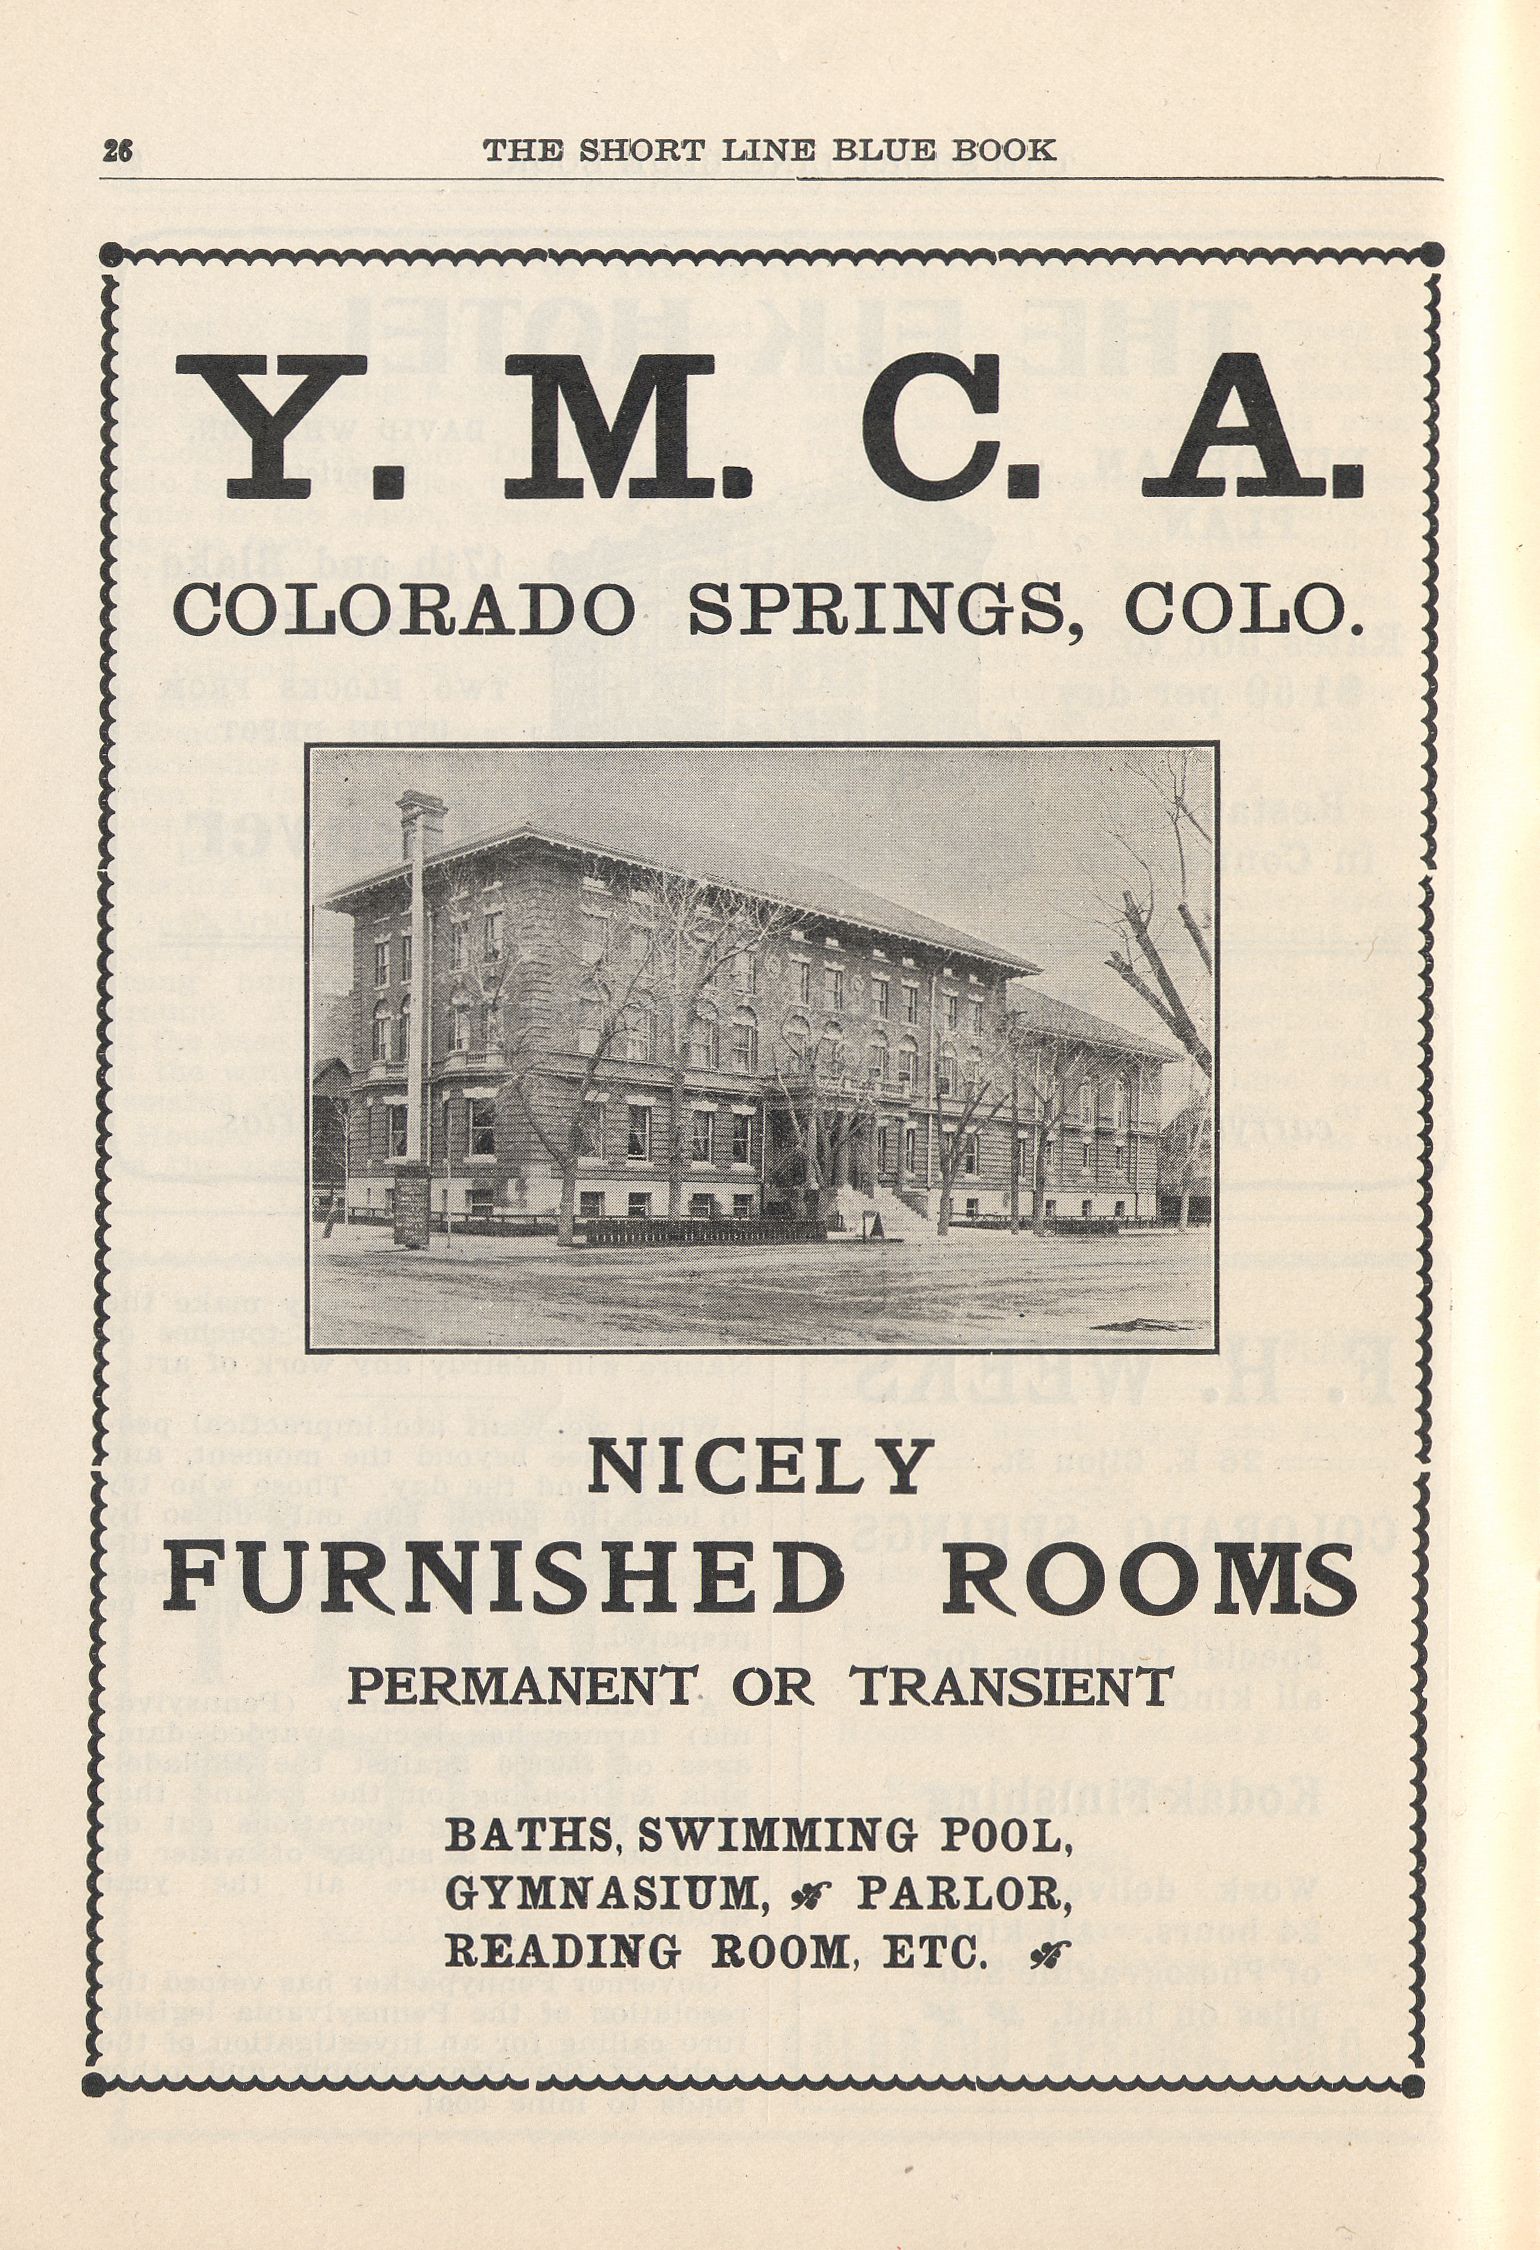 26
THE SHORT LINE BLUE BOOK
Y. M. C. A.
COLORADO SPRINGS, COLO.
NICELY
FURNISHED ROOMS
PERMANENT OR TRANSIENT
BATHS, SWIMMING POOL,
GYMNASIUM, PARLOR,
READING ROOM, ETC.